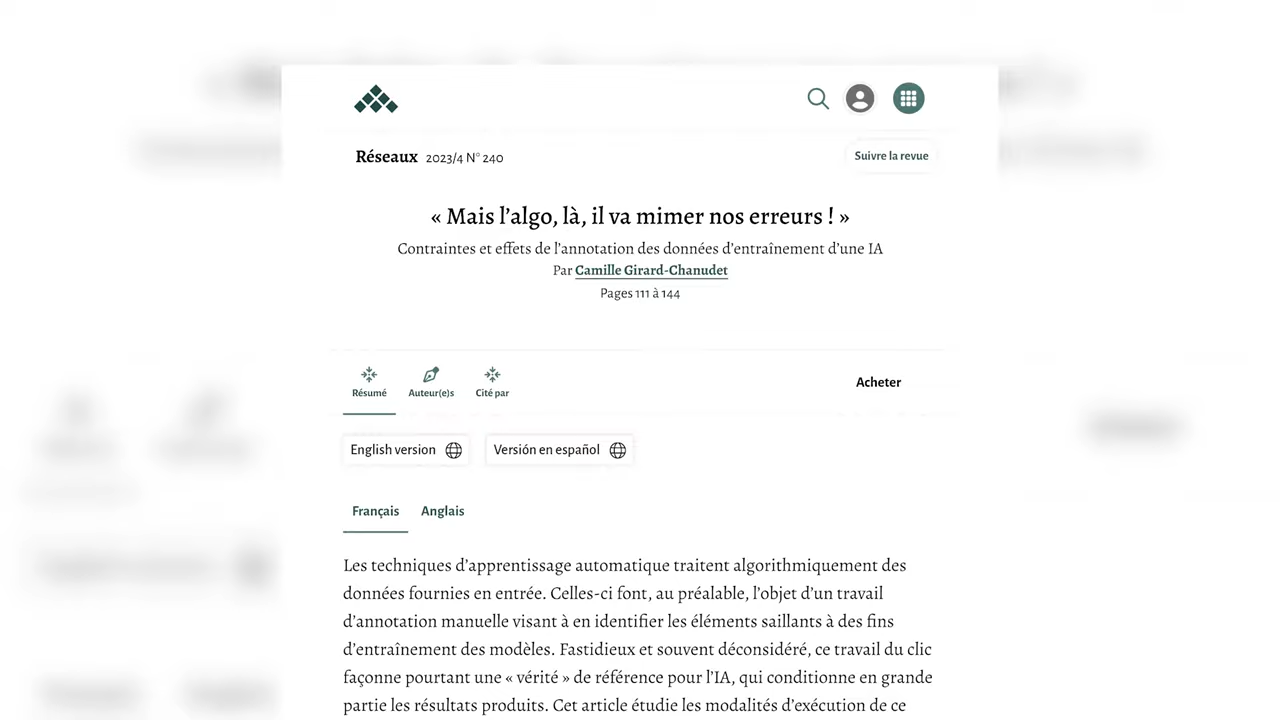 Réseaux 2023/4 N° 240
Suivre la revue
« Mais l’algo, là, il va mimer nos erreurs ! »
Contraintes et effets de l’annotation des données d’entraînement d’une IA
Par Camille Girard-Chanudet
Pages 111 à 144
Résumé Auteur(e)s Cité par
Acheter
English version Versión en español
Français Anglais
Les techniques d’apprentissage automatique traitent algorithmiquement des
données fournies en entrée. Celles-ci font, au préalable, l’objet d’un travail
d’annotation manuelle visant à en identifier les éléments saillants à des fins
d’entraînement des modèles. Fastidieux et souvent déconsidéré, ce travail du clic
façonne pourtant une « vérité » de référence pour l’IA, qui conditionne en grande
partie les résultats produits. Cet article étudie les modalités d’exécution de ce